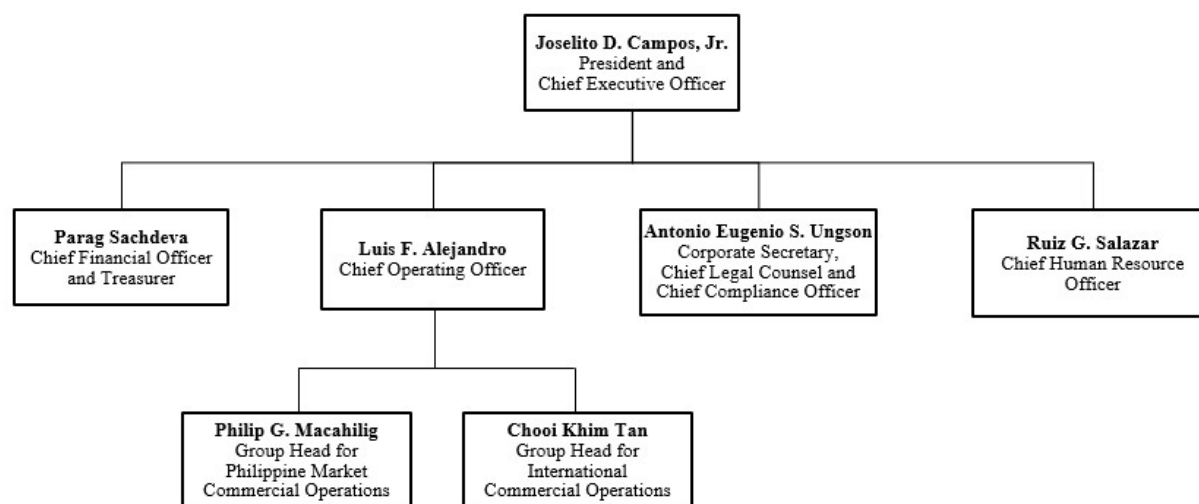 Joselito D. Campos, Jr.
President and
Chief Executive Officer
Parag Sachdeva
Chief Financial Officer
and Treasurer
Luis F. Alejandro
Chief Operating Officer
Antonio Eugenio S. Ungson
Corporate Secretary,
Chief Legal Counsel and
Chief Compliance Officer
Ruiz G. Salazar
Chief Human Resource
Officer
Philip G. Macahilig
Group Head for
Philippine Market
Commercial Operations
Chooi Khim Tan
Group Head for
International
Commercial Operations